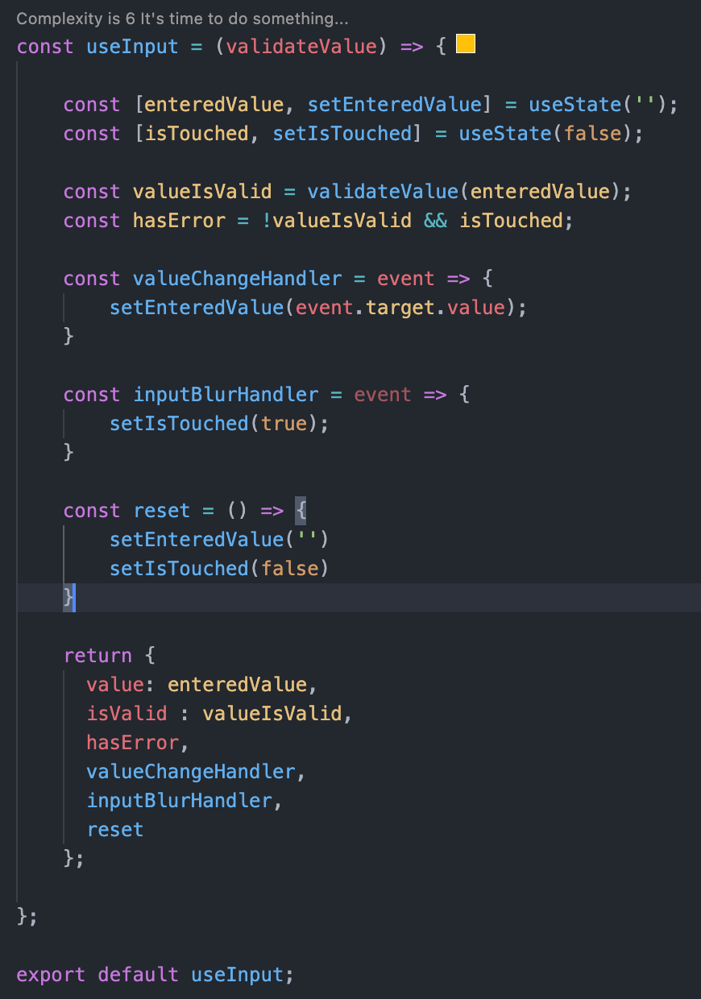 Complexity is 6 It's time to do something...
const useInput = (validateValue) => {
const [enteredValue, setEnteredValue] = useState('');
const [isTouched, setIsTouched] = useState(false);
const valueIsValid = validateValue(enteredValue);
const hasError = !valueIsValid && isTouched;
const valueChangeHandler = event => {
setEnteredValue(event.target.value);
}
const inputBlurHandler = event => {
setIsTouched(true);
}
const reset = () => {
setEnteredValue('')
setIsTouched(false)
}
return {
value: enteredValue,
isValid : valueIsValid,
hasError,
valueChangeHandler,
inputBlurHandler,
reset
};
};
export default useInput;